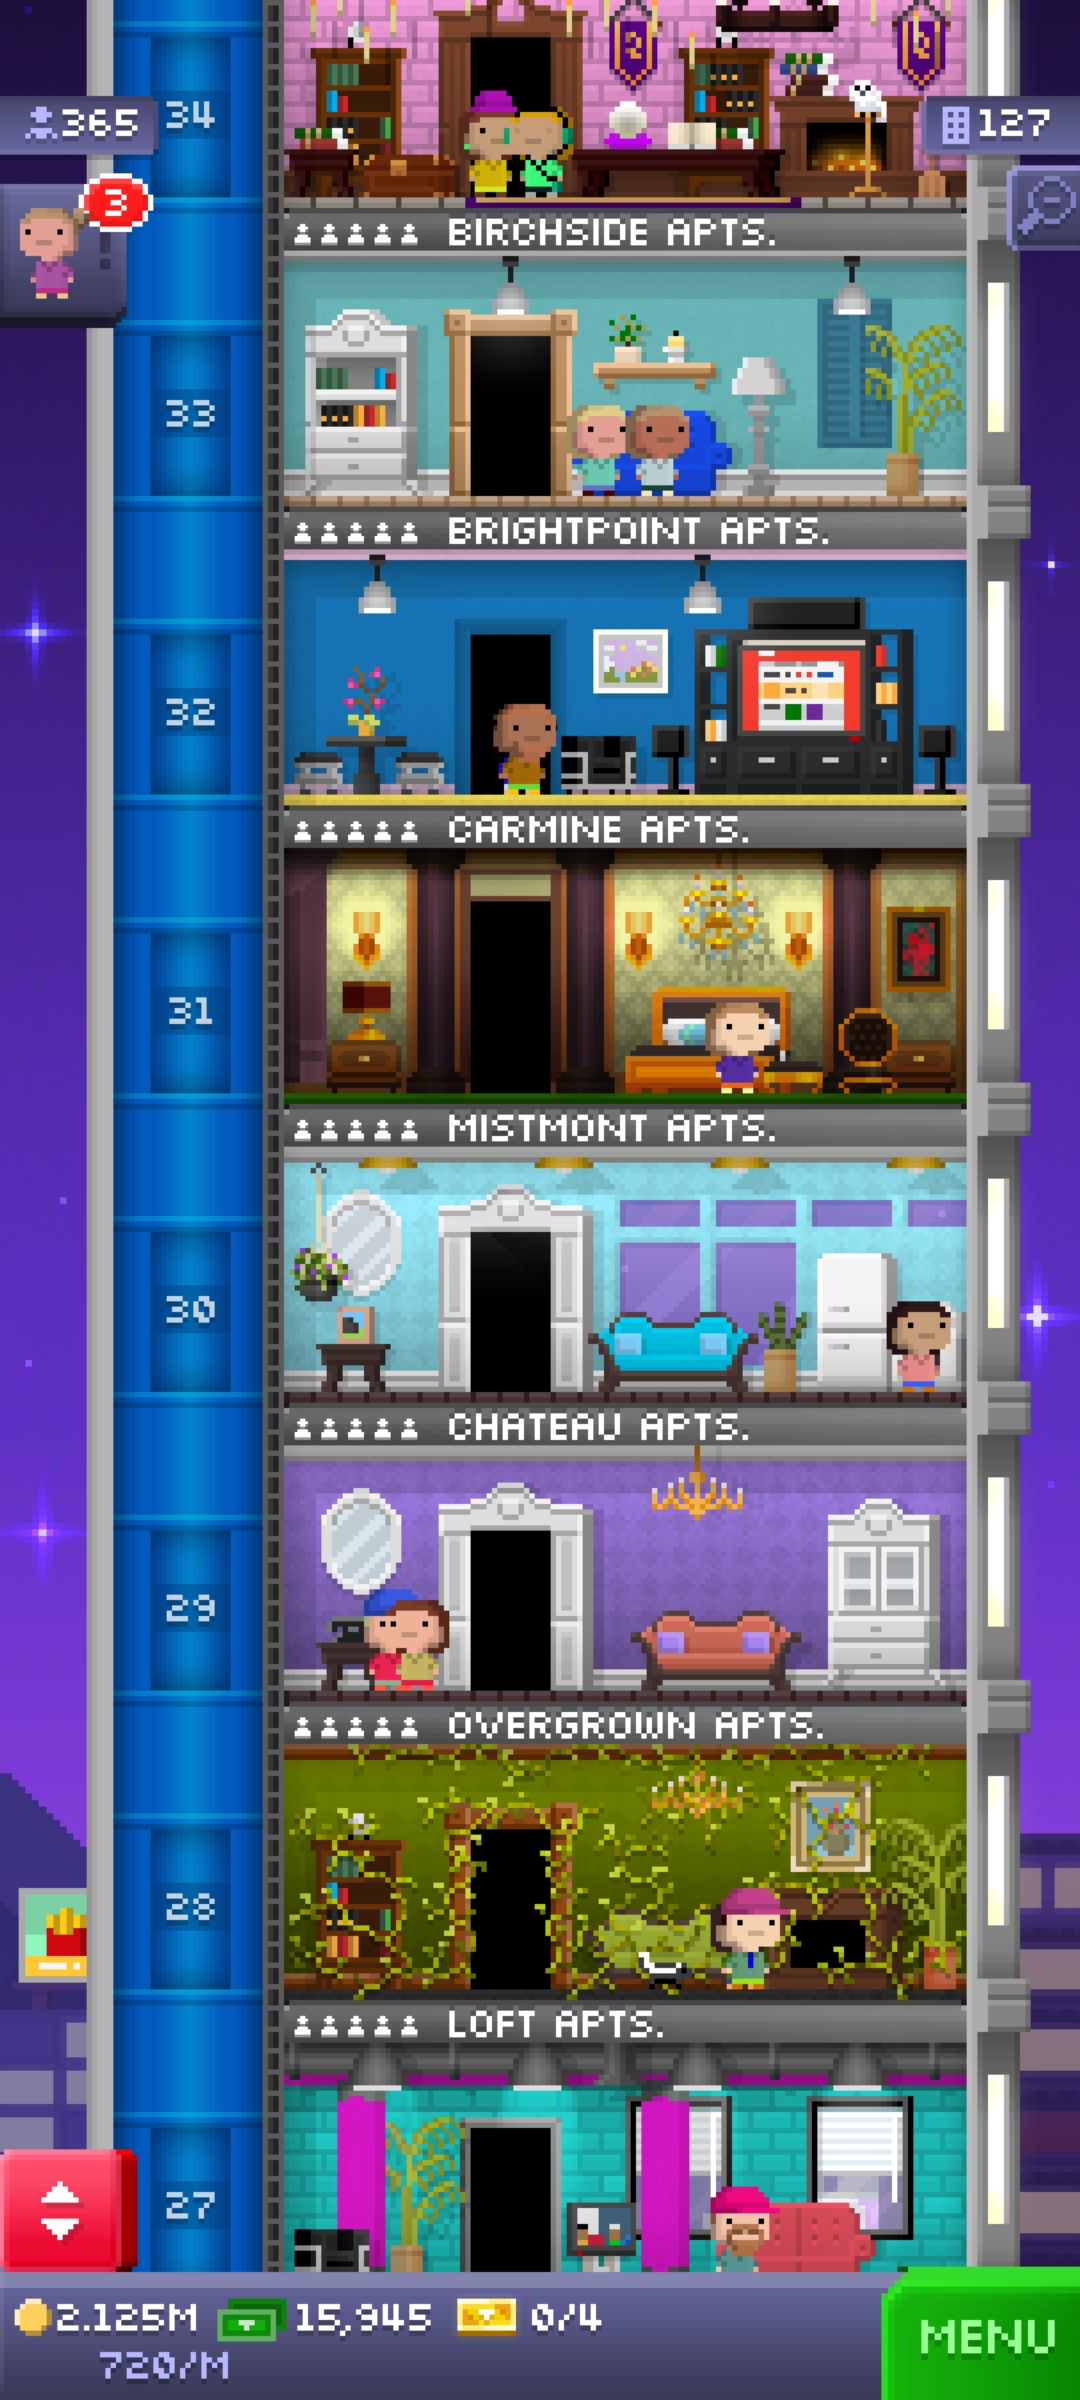 34
365
127
3
BIRCHSIDE APTS.
33
BRIGHTPOINT APTS.
32
CARMINE APTS.
31
MISTMONT APTS.
30
CHATEAU APTS.
29
OVERGROWN APTS.
28
LOFT APTS.
27
2.125M 15,945 0/4
720/M
MENU